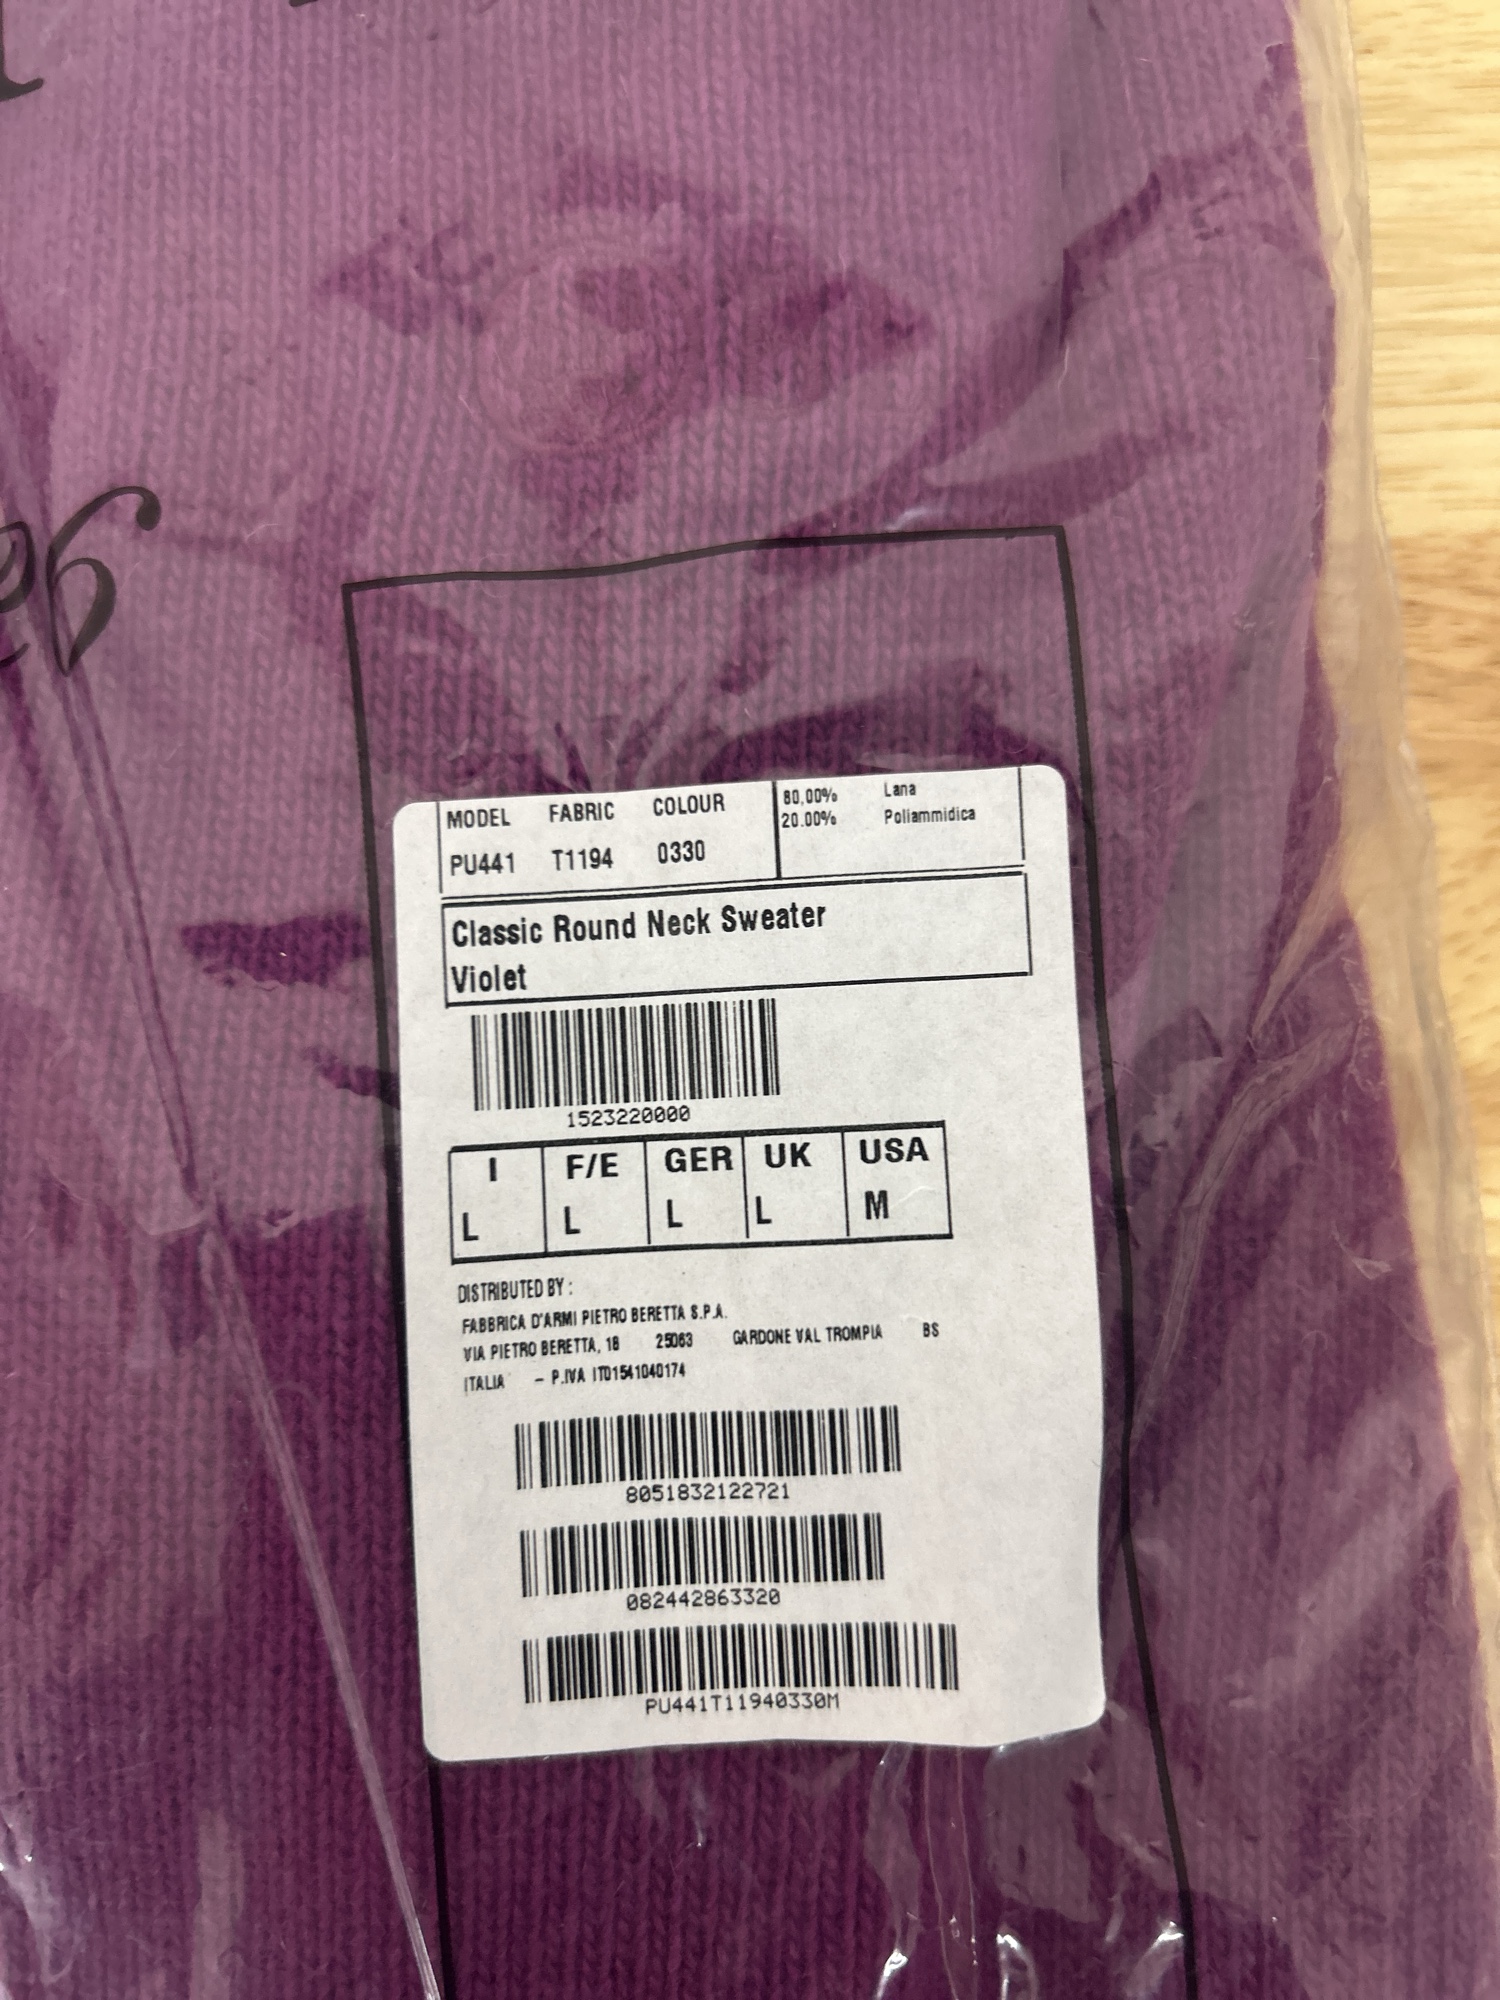 MODEL FABRIC COLOUR
PU441 T1194 0330
80,00% Lana
20.00% Poliammidica
Classic Round Neck Sweater
Violet
1523220000
I F/E GER UK USA
L L L L M
DISTRIBUTED BY :
FABBRICA D'ARMI PIETRO BERETTA S.P.A.
VIA PIETRO BERETTA, 18 25063 GARDONE VAL TROMPIA BS
ITALIA - P.IVA IT01541040174
8051832122721
082442863320
PU441T11940330M